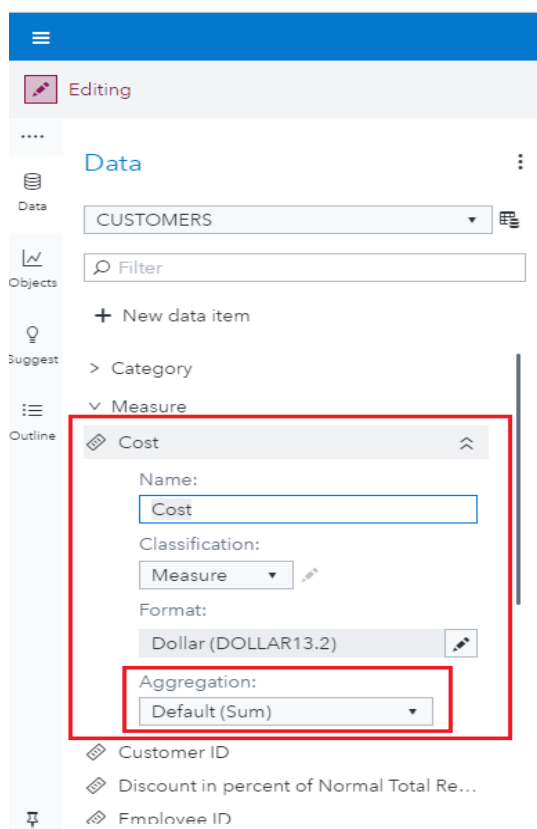 Editing
Data
Data
CUSTOMERS
Filter
Objects
New data item
Suggest
Category
Measure
Outline
Cost
Name:
Cost
Classification:
Measure
Format:
Dollar (DOLLAR13.2)
Aggregation:
Default (Sum)
Customer ID
Discount in percent of Normal Total Re...
Employee ID